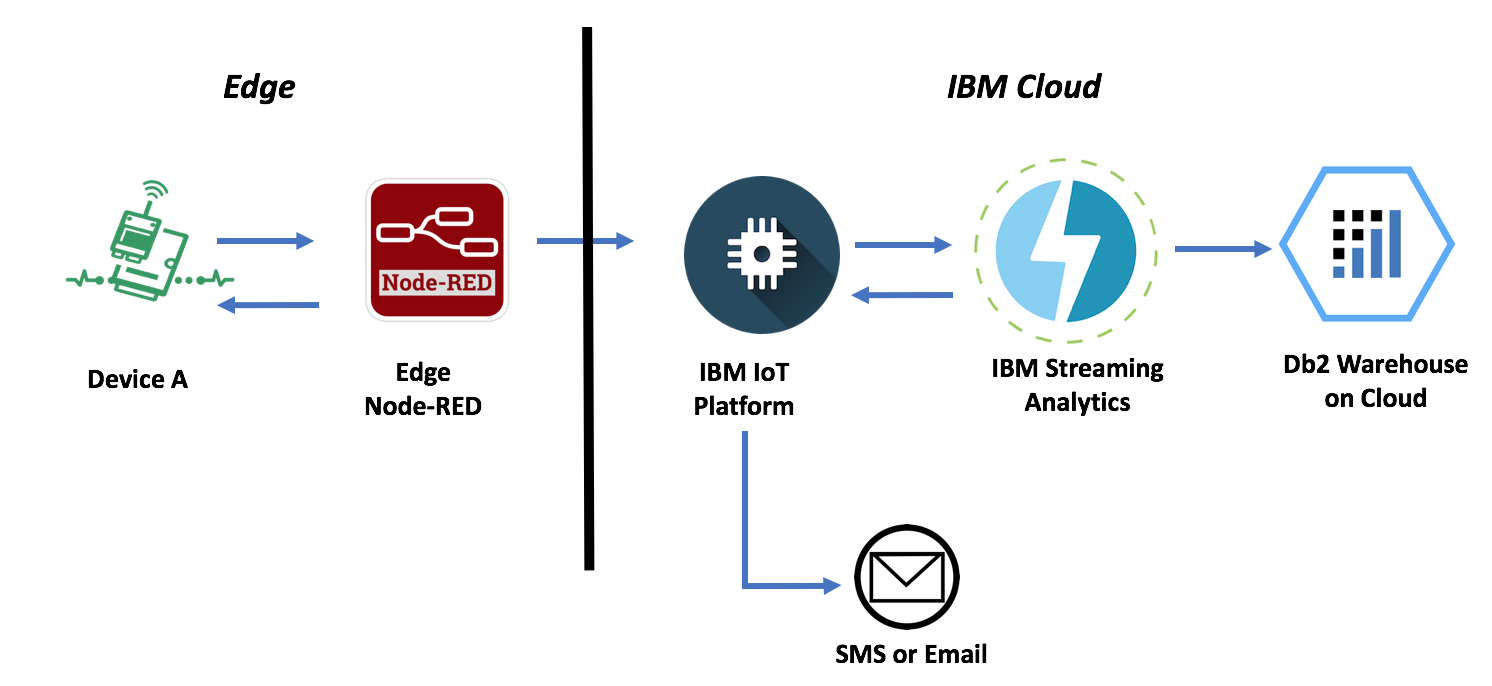 Edge
IBM Cloud
Node-RED
Device A
Edge
Node-RED
IBM IoT
Platform
IBM Streaming
Analytics
Db2 Warehouse
on Cloud
SMS or Email